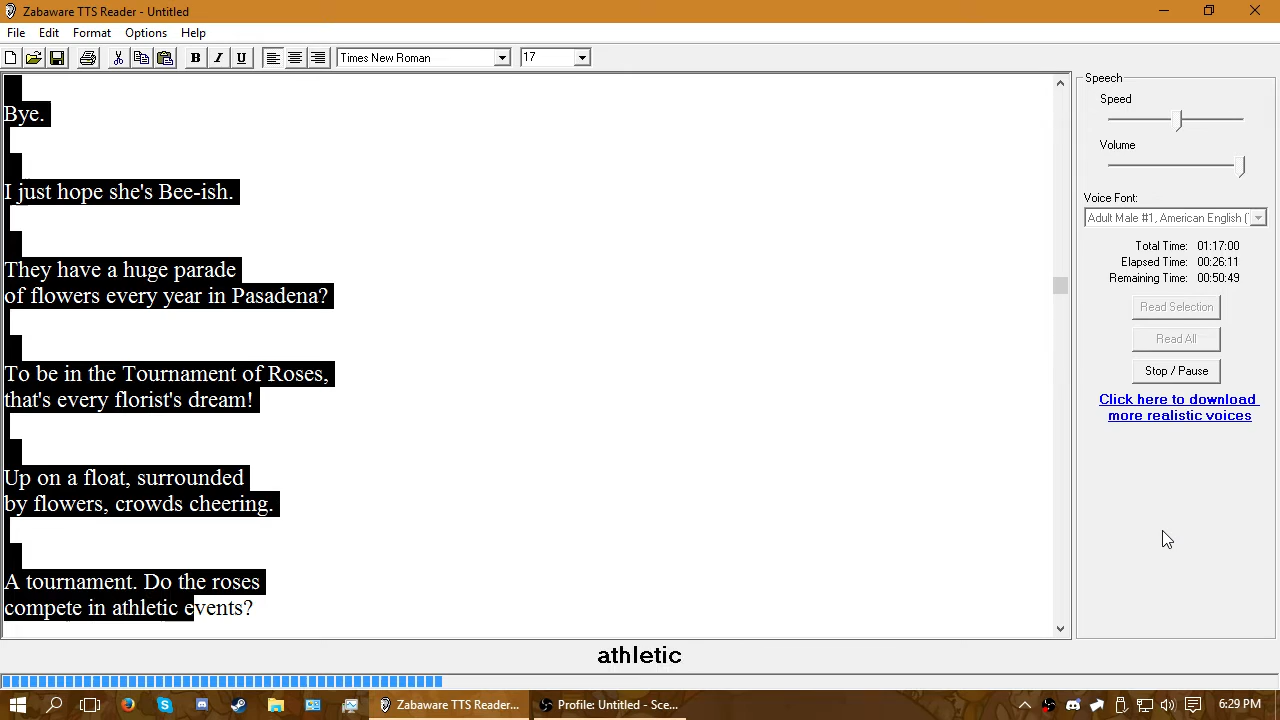 Zabaware TTS Reader - Untitled
File Edit Format Options Help
B I U Times New Roman 17
Bye.
I just hope she's Bee-ish.
They have a huge parade
of flowers every year in Pasadena?
To be in the Tournament of Roses,
that's every florist's dream!
Up on a float, surrounded
by flowers, crowds cheering.
A tournament. Do the roses
compete in athletic events?
Speech
Speed
Volume
Voice Font:
Adult Male #1, American English (
Total Time: 01:17:00
Elapsed Time: 00:26:11
Remaining Time: 00:50:49
Read Selection
Read All
Stop / Pause
Click here to download
more realistic voices
athletic
Zabaware TTS Reader... Profile: Untitled - Sce... 6:29 PM